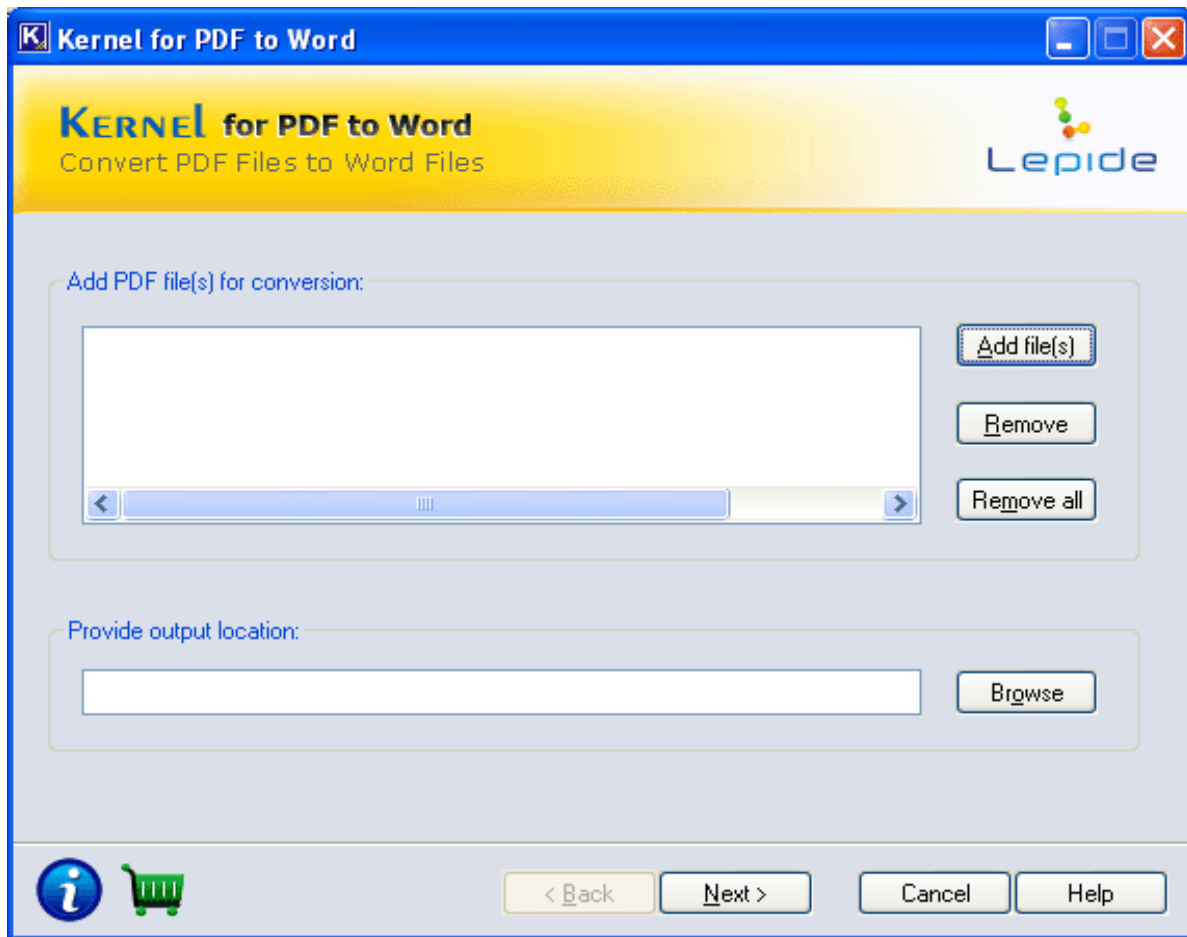 Kernel for PDF to Word
KERNEl for PDF to Word
Convert PDF Files to Word Files
Lepide
Add PDF file(s) for conversion:
Add file(s)
Remove
Remove all
Provide output location:
Browse
< Back
Next >
Cancel
Help